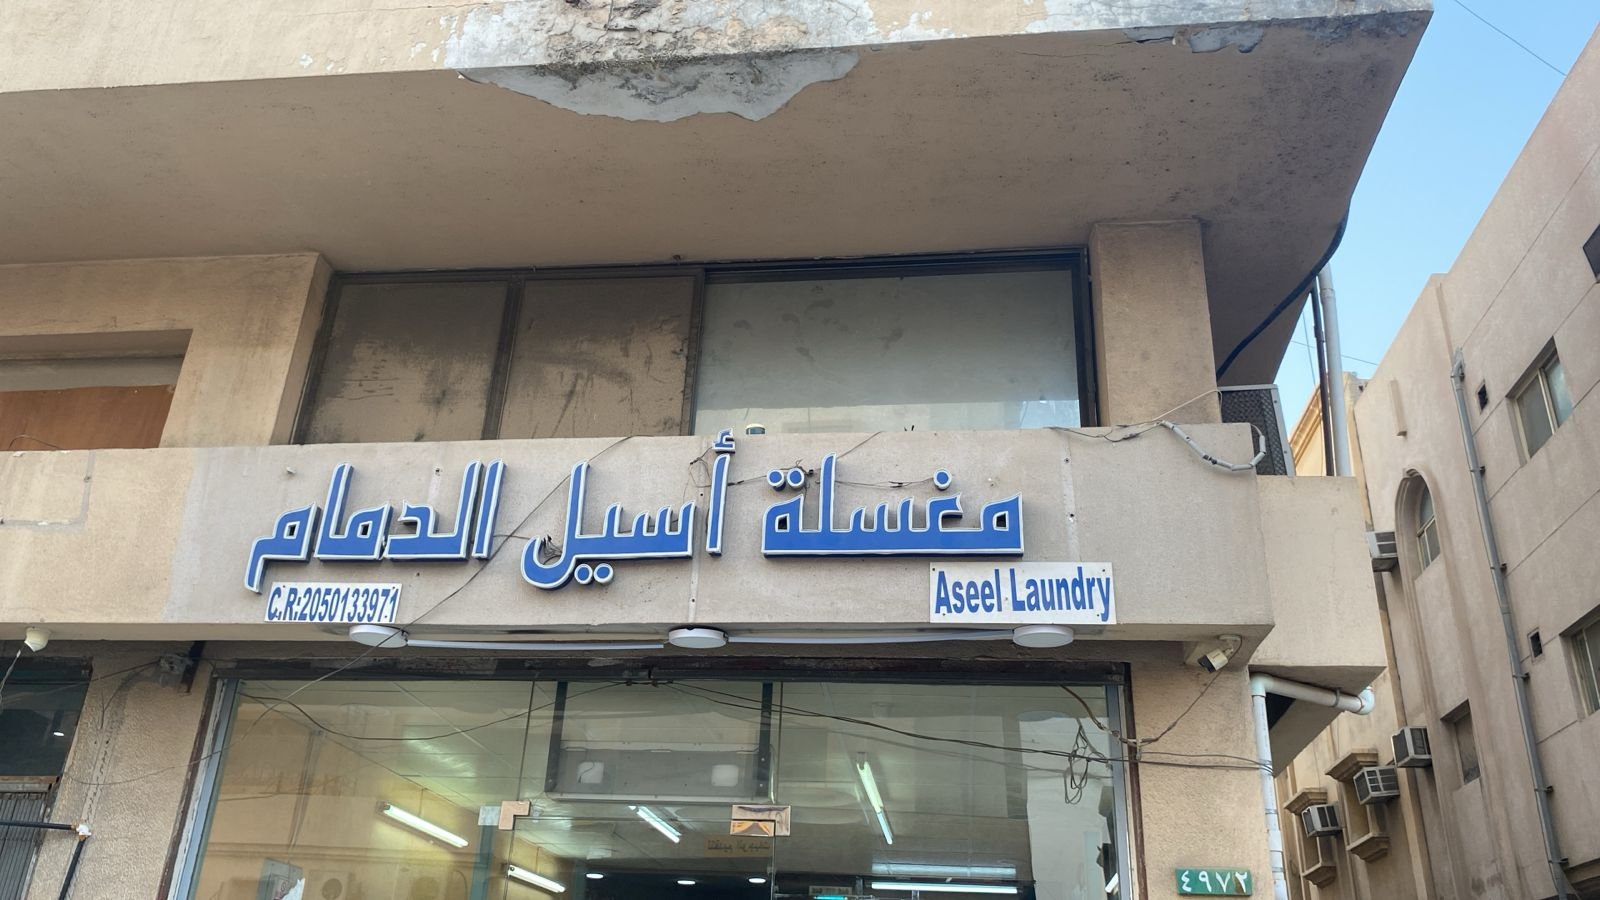 مغسلة أسيل الدمام
Aseel Laundry
C.R:2050133971
٤٩٧٢